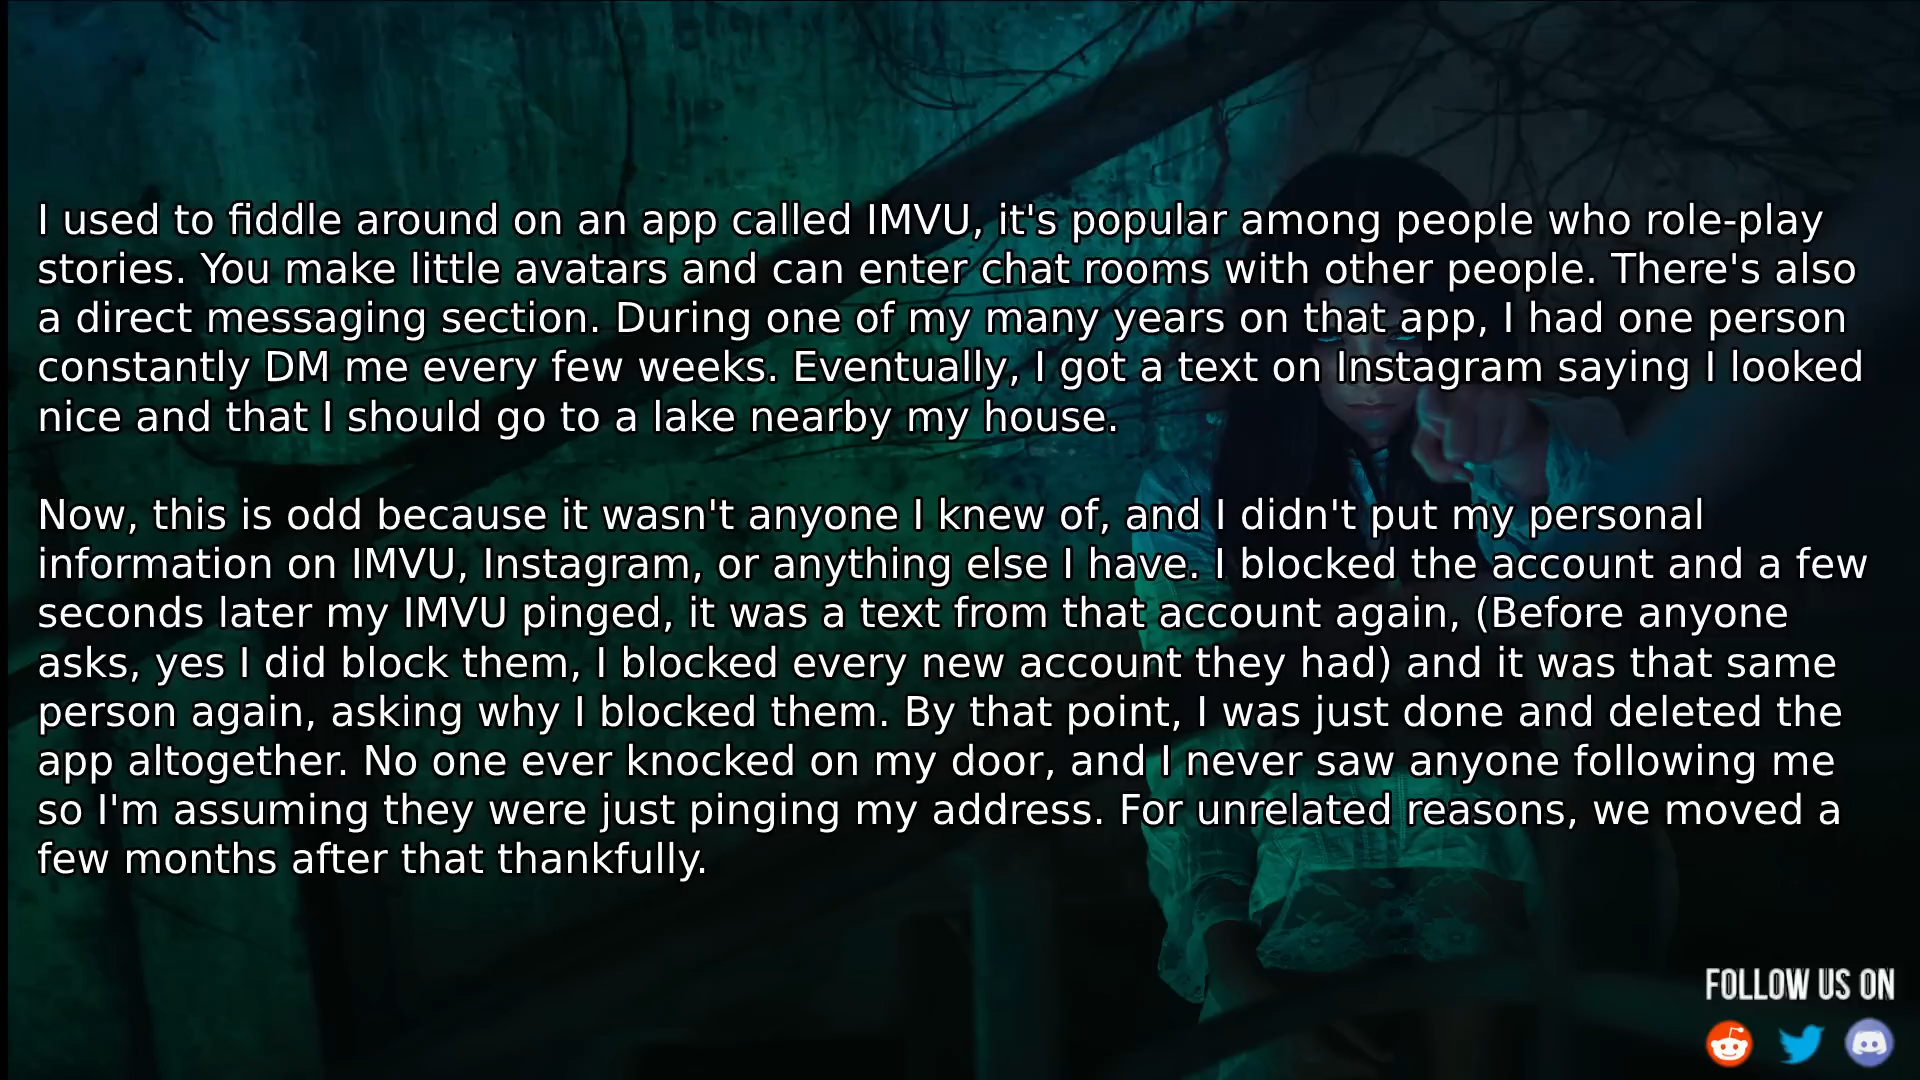 I used to fiddle around on an app called IMVU, it's popular among people who role-play
stories. You make little avatars and can enter chat rooms with other people. There's also
a direct messaging section. During one of my many years on that app, I had one person
constantly DM me every few weeks. Eventually, I got a text on Instagram saying I looked
nice and that I should go to a lake nearby my house.
Now, this is odd because it wasn't anyone I knew of, and I didn't put my personal
information on IMVU, Instagram, or anything else I have. I blocked the account and a few
seconds later my IMVU pinged, it was a text from that account again, (Before anyone
asks, yes I did block them, I blocked every new account they had) and it was that same
person again, asking why I blocked them. By that point, I was just done and deleted the
app altogether. No one ever knocked on my door, and I never saw anyone following me
so I'm assuming they were just pinging my address. For unrelated reasons, we moved a
few months after that thankfully.
FOLLOW US ON